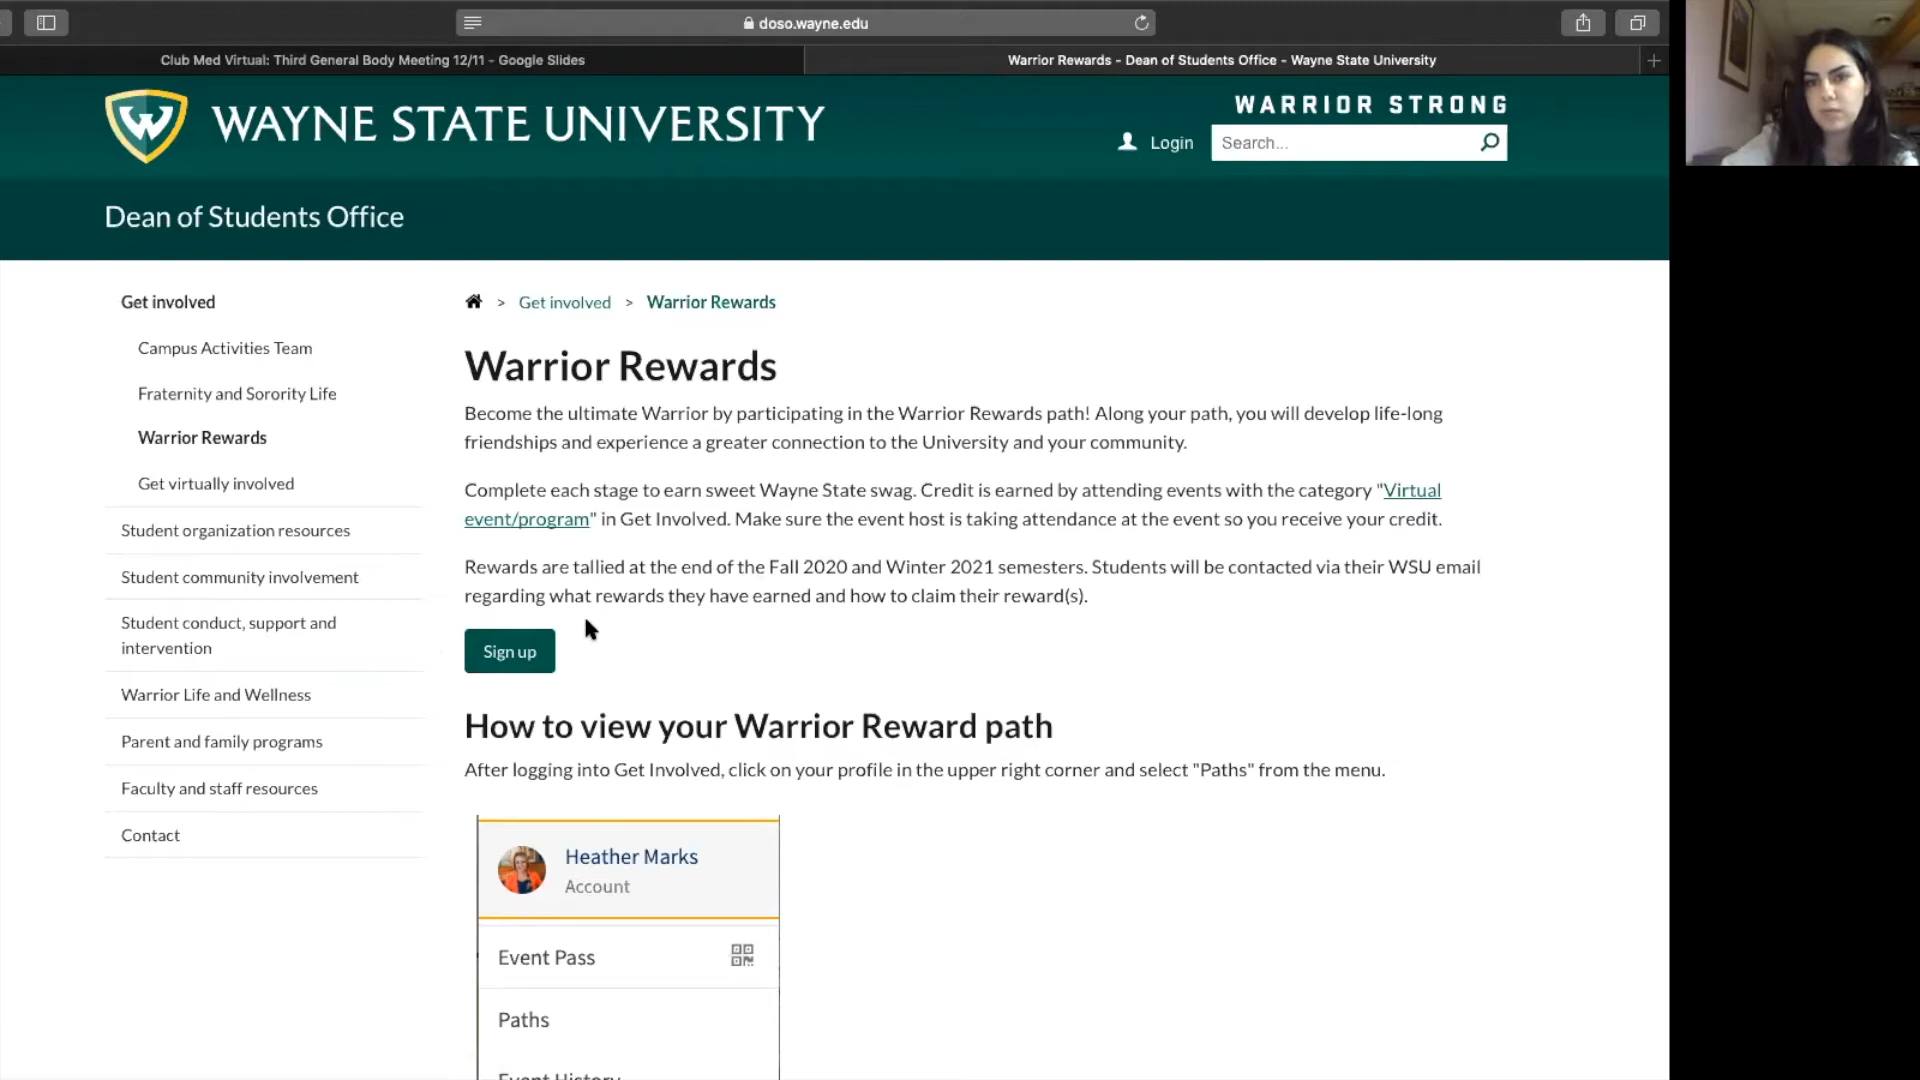 doso.wayne.edu
Club Med Virtual: Third General Body Meeting 12/11 - Google Slides
Warrior Rewards - Dean of Students Office - Wayne State University
W
WAYNE STATE UNIVERSITY
WARRIOR STRONG
Login
Search...
Dean of Students Office
Get involved
Campus Activities Team
Fraternity and Sorority Life
Warrior Rewards
Get virtually involved
Student organization resources
Student community involvement
Student conduct, support and
intervention
Warrior Life and Wellness
Parent and family programs
Faculty and staff resources
Contact
> Get involved > Warrior Rewards
Warrior Rewards
Become the ultimate Warrior by participating in the Warrior Rewards path! Along your path, you will develop life-long
friendships and experience a greater connection to the University and your community.
Complete each stage to earn sweet Wayne State swag. Credit is earned by attending events with the category "Virtual
event/program" in Get Involved. Make sure the event host is taking attendance at the event so you receive your credit.
Rewards are tallied at the end of the Fall 2020 and Winter 2021 semesters. Students will be contacted via their WSU email
regarding what rewards they have earned and how to claim their reward(s).
Sign up
How to view your Warrior Reward path
After logging into Get Involved, click on your profile in the upper right corner and select "Paths" from the menu.
Heather Marks
Account
Event Pass
Paths
Event History